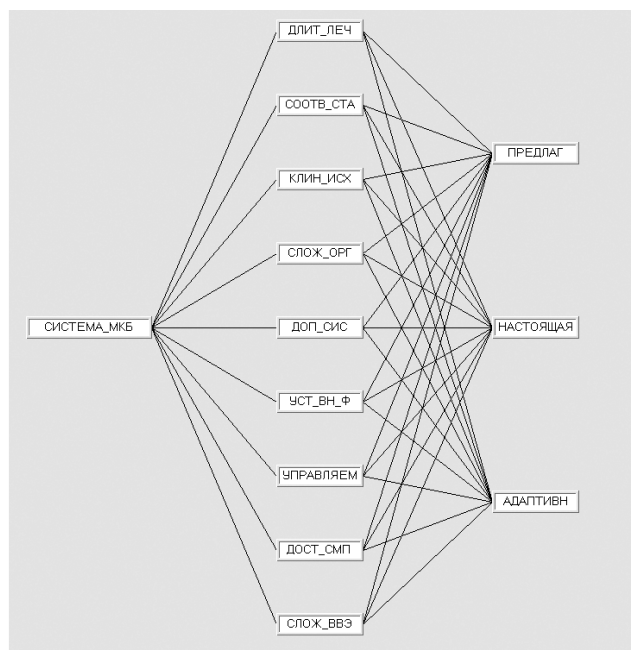 ДЛИТ_ЛЕЧ
СООТВ_СТА
ПРЕДЛАГ
КЛИН_ИСХ
СЛОЖ_ОРГ
СИСТЕМА_МКБ
ДОП_СИС
НАСТОЯЩАЯ
УСТ_ВН_Ф
УПРАВЛЯЕМ
АДАПТИВН
ДОСТ_СМП
СЛОЖ_ВВЭ